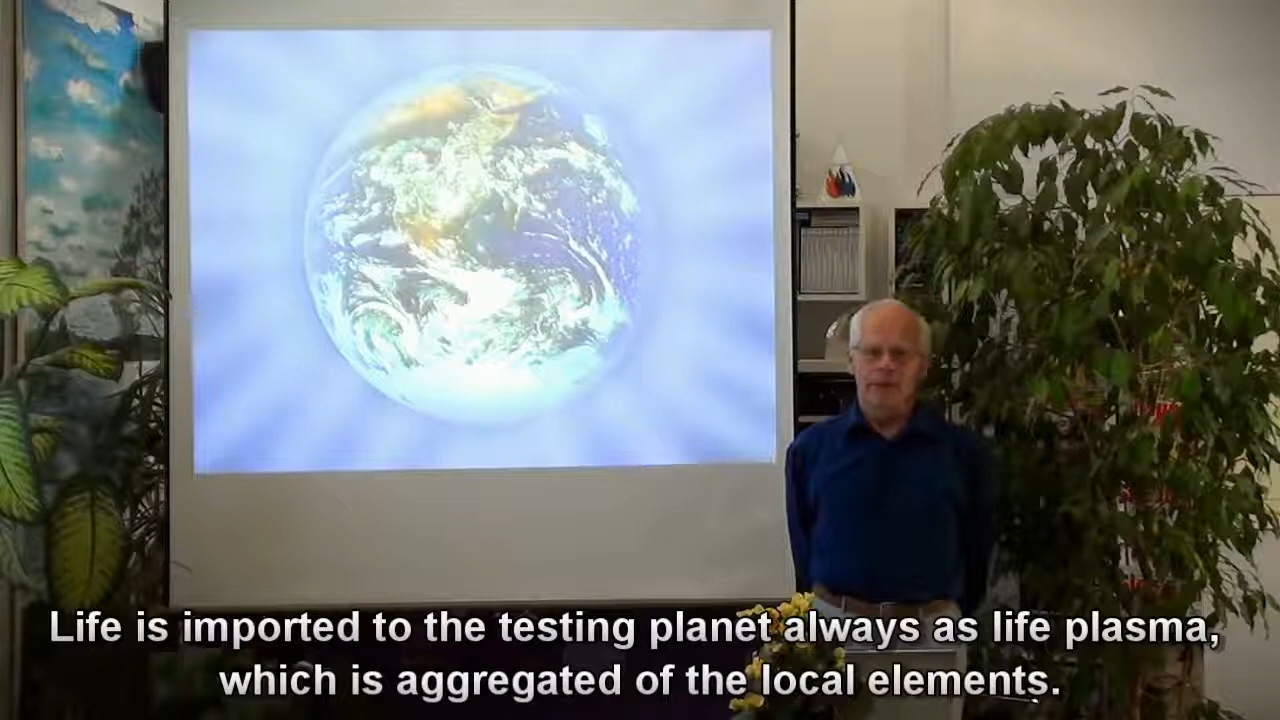 Life is imported to the testing planet always as life plasma,
which is aggregated of the local elements.